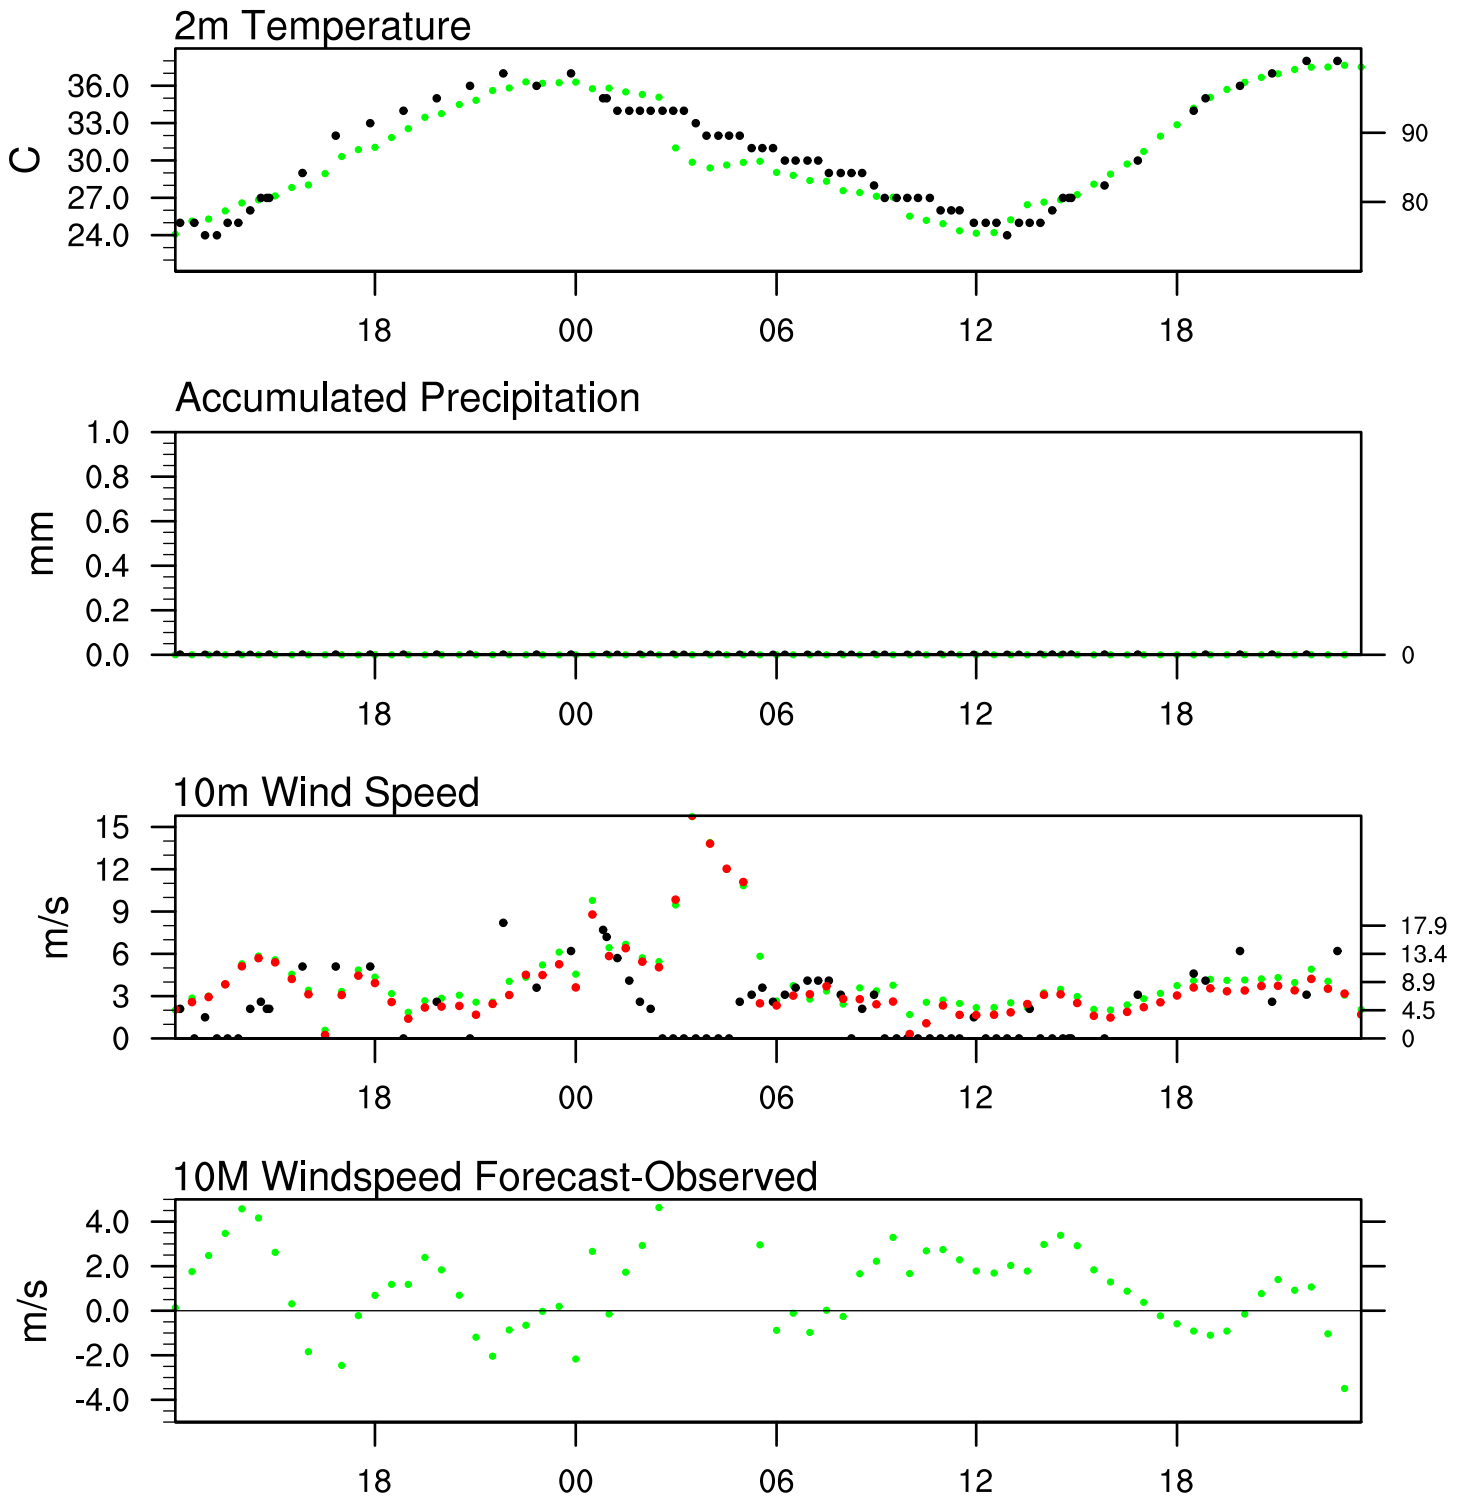 2m Temperature
36.0
33.0
30.0
27.0
24.0
C
90
80
18 00 06 12 18
Accumulated Precipitation
1.0
0.8
0.6
0.4
0.2
0.0
mm
0
18 00 06 12 18
10m Wind Speed
15
12
9
6
3
0
m/s
17.9
13.4
8.9
4.5
0
18 00 06 12 18
10M Windspeed Forecast-Observed
4.0
2.0
0.0
-2.0
-4.0
m/s
18 00 06 12 18